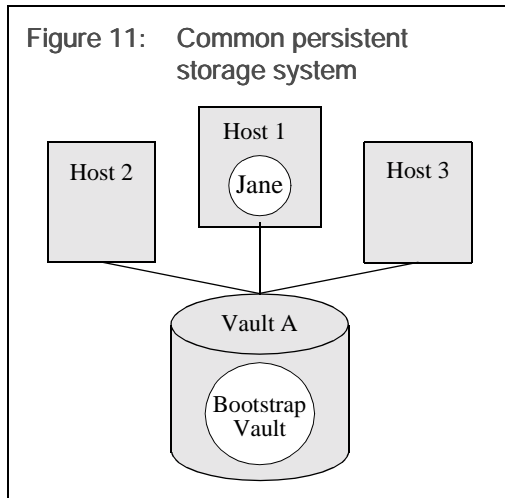 Figure 11: Common persistent
storage system
Host 1
Host 2
Host 3
Jane
Vault A
Bootstrap
Vault